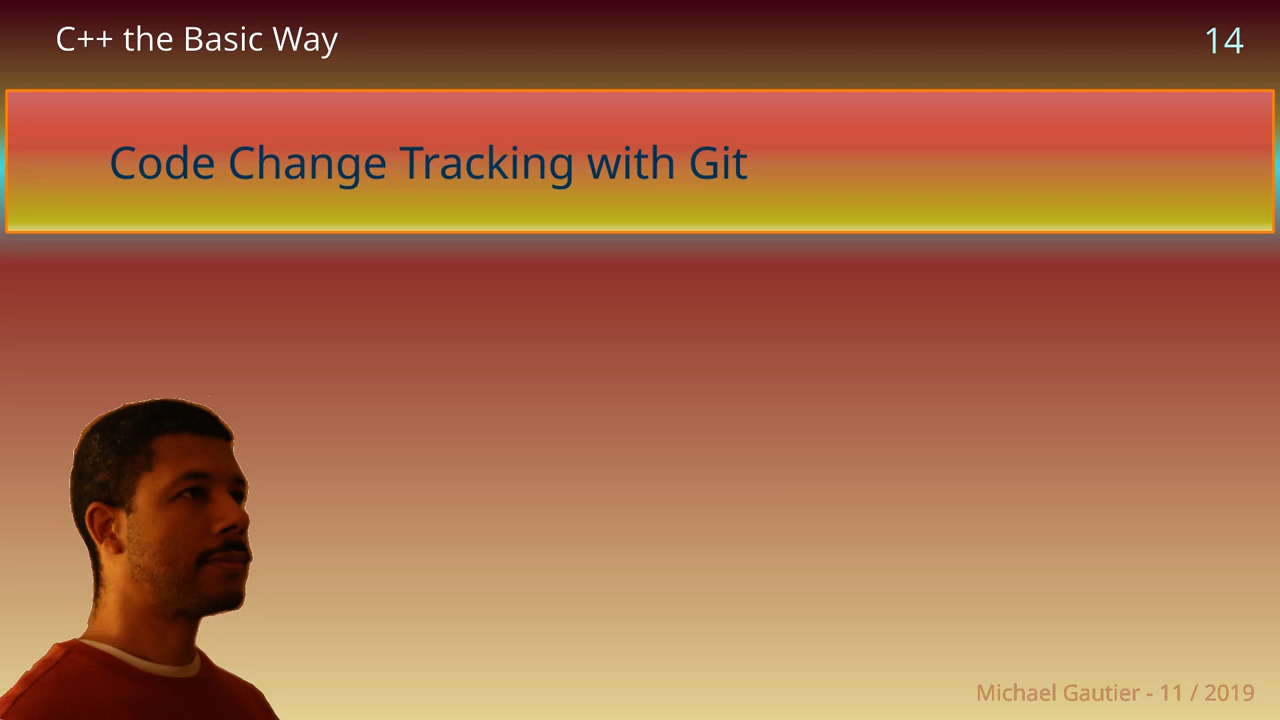 C++ the Basic Way
14
Code Change Tracking with Git
Michael Gautier - 11 / 2019